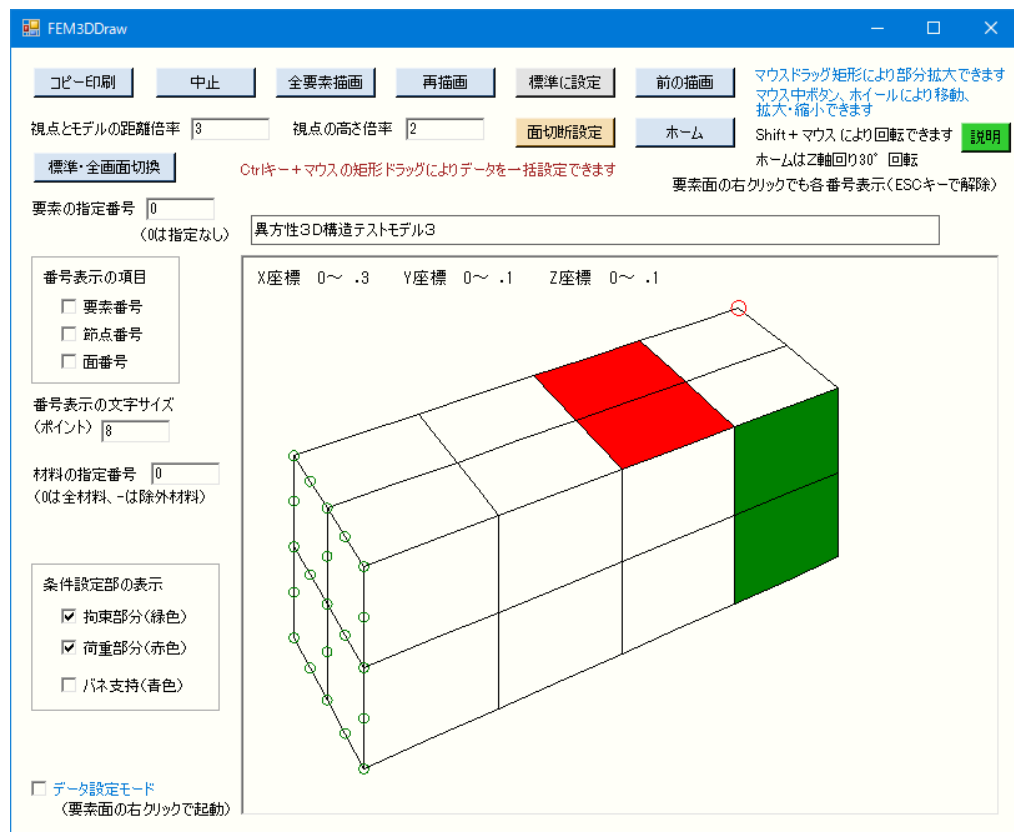 FEM3DDraw
コピー印刷
中止
全要素描画
再描画
標準に設定
前の描画
マウスドラッグ矩形により部分拡大できます
マウス中ボタン、ホイールにより移動、
拡大・縮小できます
視点とモデルの距離倍率 3
視点の高さ倍率 2
面切断設定
ホーム
Shift+マウスにより回転できます
説明
標準・全画面切換
Ctrlキー+マウスの矩形ドラッグによりデータを一括設定できます
ホームはZ軸回り30° 回転
要素面の右クリックでも各番号表示(ESCキーで解除)
要素の指定番号 0
(0は指定なし)
異方性3D構造テストモデル3
番号表示の項目
要素番号
節点番号
面番号
X座標 0~ .3 Y座標 0~ .1 Z座標 0~ .1
番号表示の文字サイズ
(ポイント) 8
材料の指定番号 0
(0は全材料、-は除外材料)
条件設定部の表示
拘束部分(緑色)
荷重部分(赤色)
バネ支持(青色)
データ設定モード
(要素面の右クリックで起動)